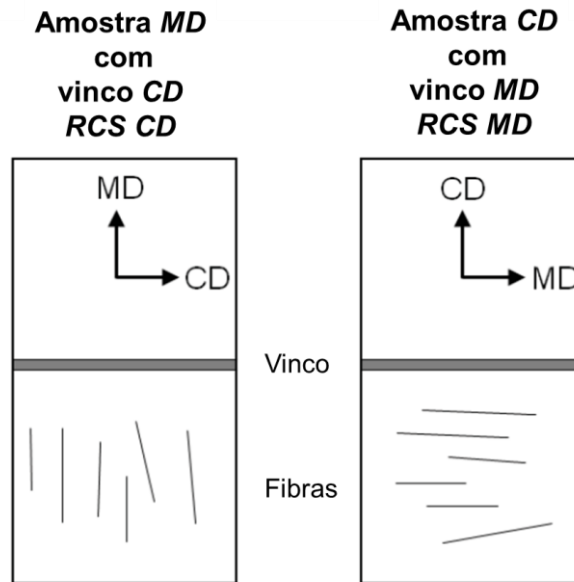 Amostra MD
com
vinco CD
RCS CD
Amostra CD
com
vinco MD
RCS MD
MD
CD
CD
MD
Vinco
Fibras